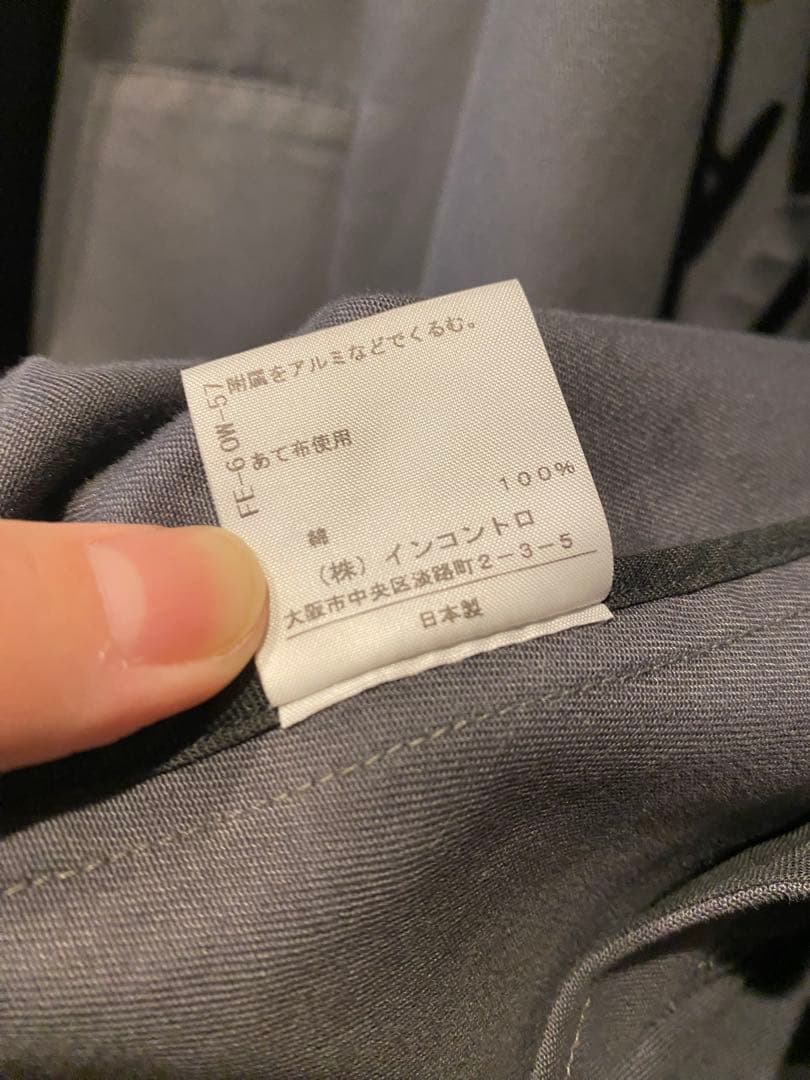 附属をアルミなどでくるむ。
FE-60W-57
あて布使用
綿 100%
(株)インコントロ
大阪市中央区淡路町2-3-5
日本製